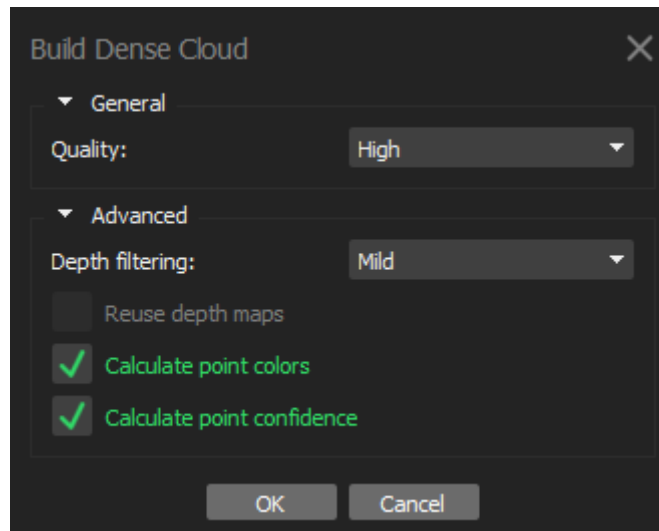 Build Dense Cloud
General
Quality: High
Advanced
Depth filtering: Mild
Reuse depth maps
Calculate point colors
Calculate point confidence
OK Cancel